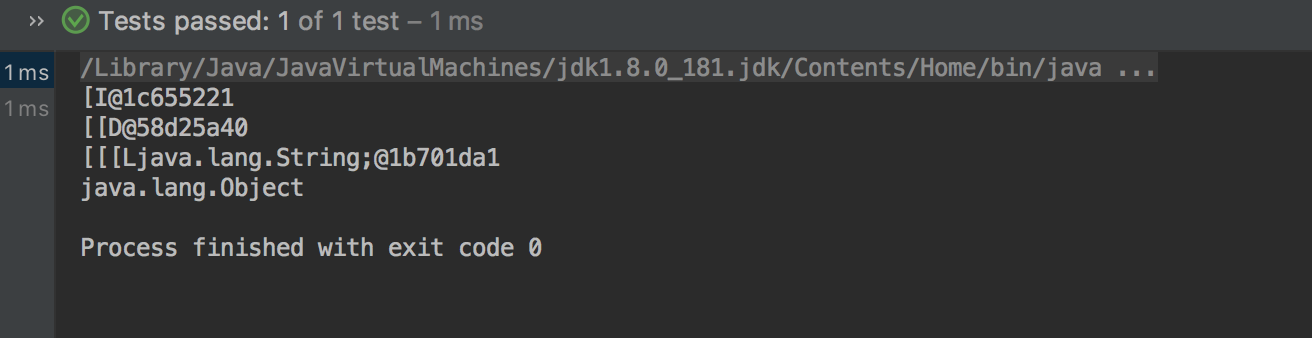 ›› Tests passed: 1 of 1 test – 1 ms
1 ms /Library/Java/JavaVirtualMachines/jdk1.8.0_181.jdk/Contents/Home/bin/java ...
1 ms [I@1c655221
[[D@58d25a40
[[[Ljava.lang.String;@1b701da1
java.lang.Object
Process finished with exit code 0